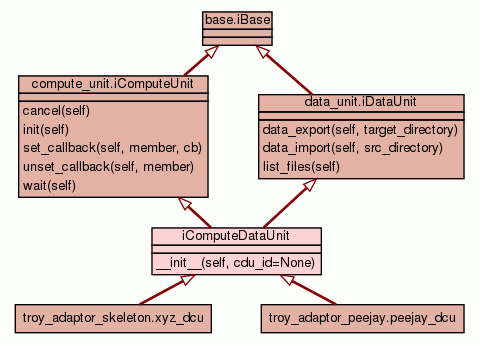 base.iBase
compute_unit.iComputeUnit
cancel(self)
init(self)
set_callback(self, member, cb)
unset_callback(self, member)
wait(self)
data_unit.iDataUnit
data_export(self, target_directory)
data_import(self, src_directory)
list_files(self)
iComputeDataUnit
__init__(self, cdu_id=None)
troy_adaptor_skeleton.xyz_dcu
troy_adaptor_peejay.peejay_dcu